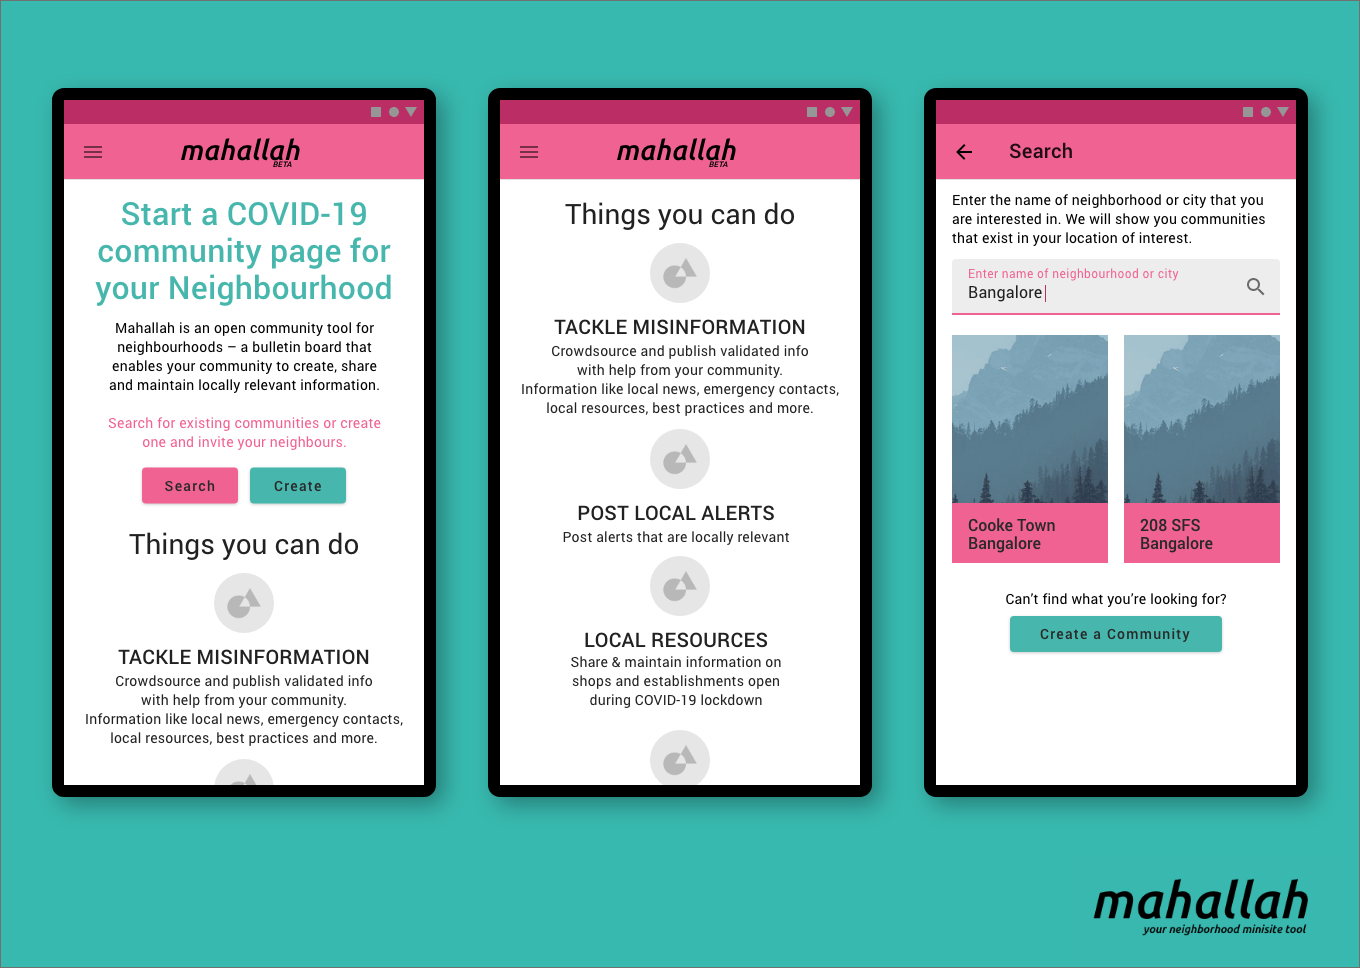 mahallah
BETA
Start a COVID-19
community page for
your Neighbourhood
Mahallah is an open community tool for
neighbourhoods – a bulletin board that
enables your community to create, share
and maintain locally relevant information.
Search for existing communities or create
one and invite your neighbours.
Search
Create
Things you can do
TACKLE MISINFORMATION
Crowdsource and publish validated info
with help from your community.
Information like local news, emergency contacts,
local resources, best practices and more.
mahallah
BETA
Things you can do
TACKLE MISINFORMATION
Crowdsource and publish validated info
with help from your community.
Information like local news, emergency contacts,
local resources, best practices and more.
POST LOCAL ALERTS
Post alerts that are locally relevant
LOCAL RESOURCES
Share & maintain information on
shops and establishments open
during COVID-19 lockdown
Search
Enter the name of neighborhood or city that you
are interested in. We will show you communities
that exist in your location of interest.
Enter name of neighbourhood or city
Bangalore
Cooke Town
Bangalore
208 SFS
Bangalore
Can't find what you're looking for?
Create a Community
mahallah
your neighborhood minisite tool